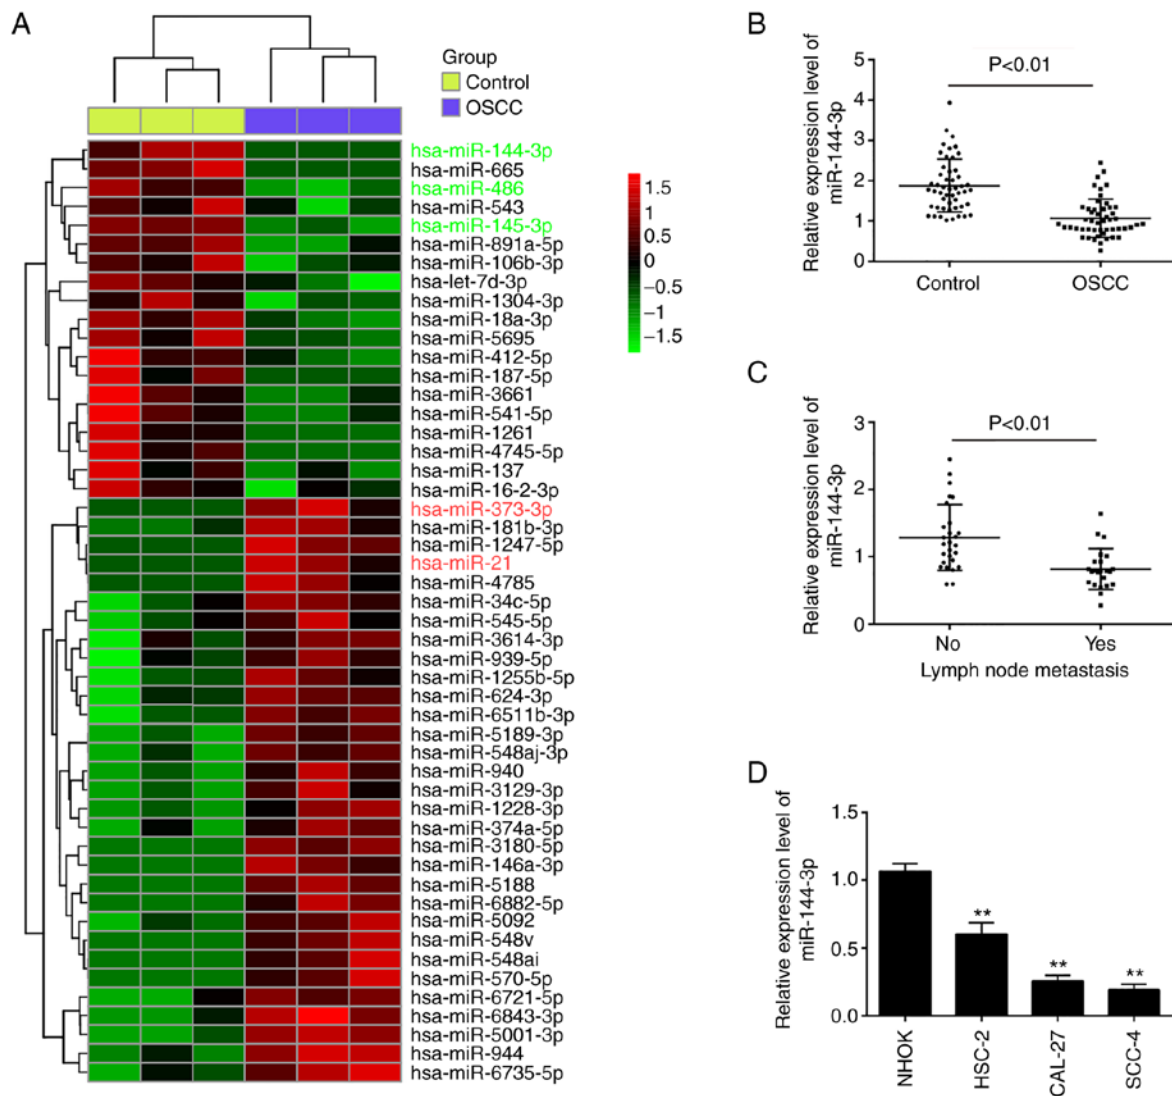 A
Group
Control
OSCC
hsa-miR-144-3p
hsa-miR-665
hsa-miR-486
hsa-miR-543
hsa-miR-145-3p
hsa-miR-891a-5p
hsa-miR-106b-3p
hsa-let-7d-3p
hsa-miR-1304-3p
hsa-miR-18a-3p
hsa-miR-5695
hsa-miR-412-5p
hsa-miR-187-5p
hsa-miR-3661
hsa-miR-541-5p
hsa-miR-1261
hsa-miR-4745-5p
hsa-miR-137
hsa-miR-16-2-3p
hsa-miR-373-3p
hsa-miR-181b-3p
hsa-miR-1247-5p
hsa-miR-21
hsa-miR-4785
hsa-miR-34c-5p
hsa-miR-545-5p
hsa-miR-3614-3p
hsa-miR-939-5p
hsa-miR-1255b-5p
hsa-miR-624-3p
hsa-miR-6511b-3p
hsa-miR-5189-3p
hsa-miR-548aj-3p
hsa-miR-940
hsa-miR-3129-3p
hsa-miR-1228-3p
hsa-miR-374a-5p
hsa-miR-3180-5p
hsa-miR-146a-3p
hsa-miR-5188
hsa-miR-6882-5p
hsa-miR-5092
hsa-miR-548v
hsa-miR-548ai
hsa-miR-570-5p
hsa-miR-6721-5p
hsa-miR-6843-3p
hsa-miR-5001-3p
hsa-miR-944
hsa-miR-6735-5p
1.5
1
0.5
0
−0.5
−1
−1.5
B
Relative expression level of
miR-144-3p
5
4
3
2
1
0
P<0.01
Control
OSCC
C
Relative expression level of
miR-144-3p
3
2
1
0
P<0.01
No
Yes
Lymph node metastasis
D
Relative expression level of
miR-144-3p
1.5
1.0
0.5
0.0
**
**
**
NHOK
HSC-2
CAL-27
SCC-4